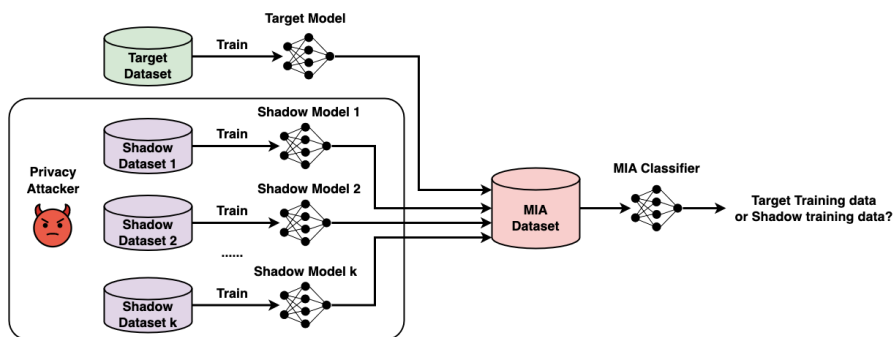 Target Model
Target
Dataset
Train
Shadow Model 1
Shadow
Dataset 1
Train
Privacy
Attacker
Shadow Model 2
Shadow
Dataset 2
Train
......
Shadow Model k
Shadow
Dataset k
Train
MIA
Dataset
MIA Classifier
Target Training data
or Shadow training data?